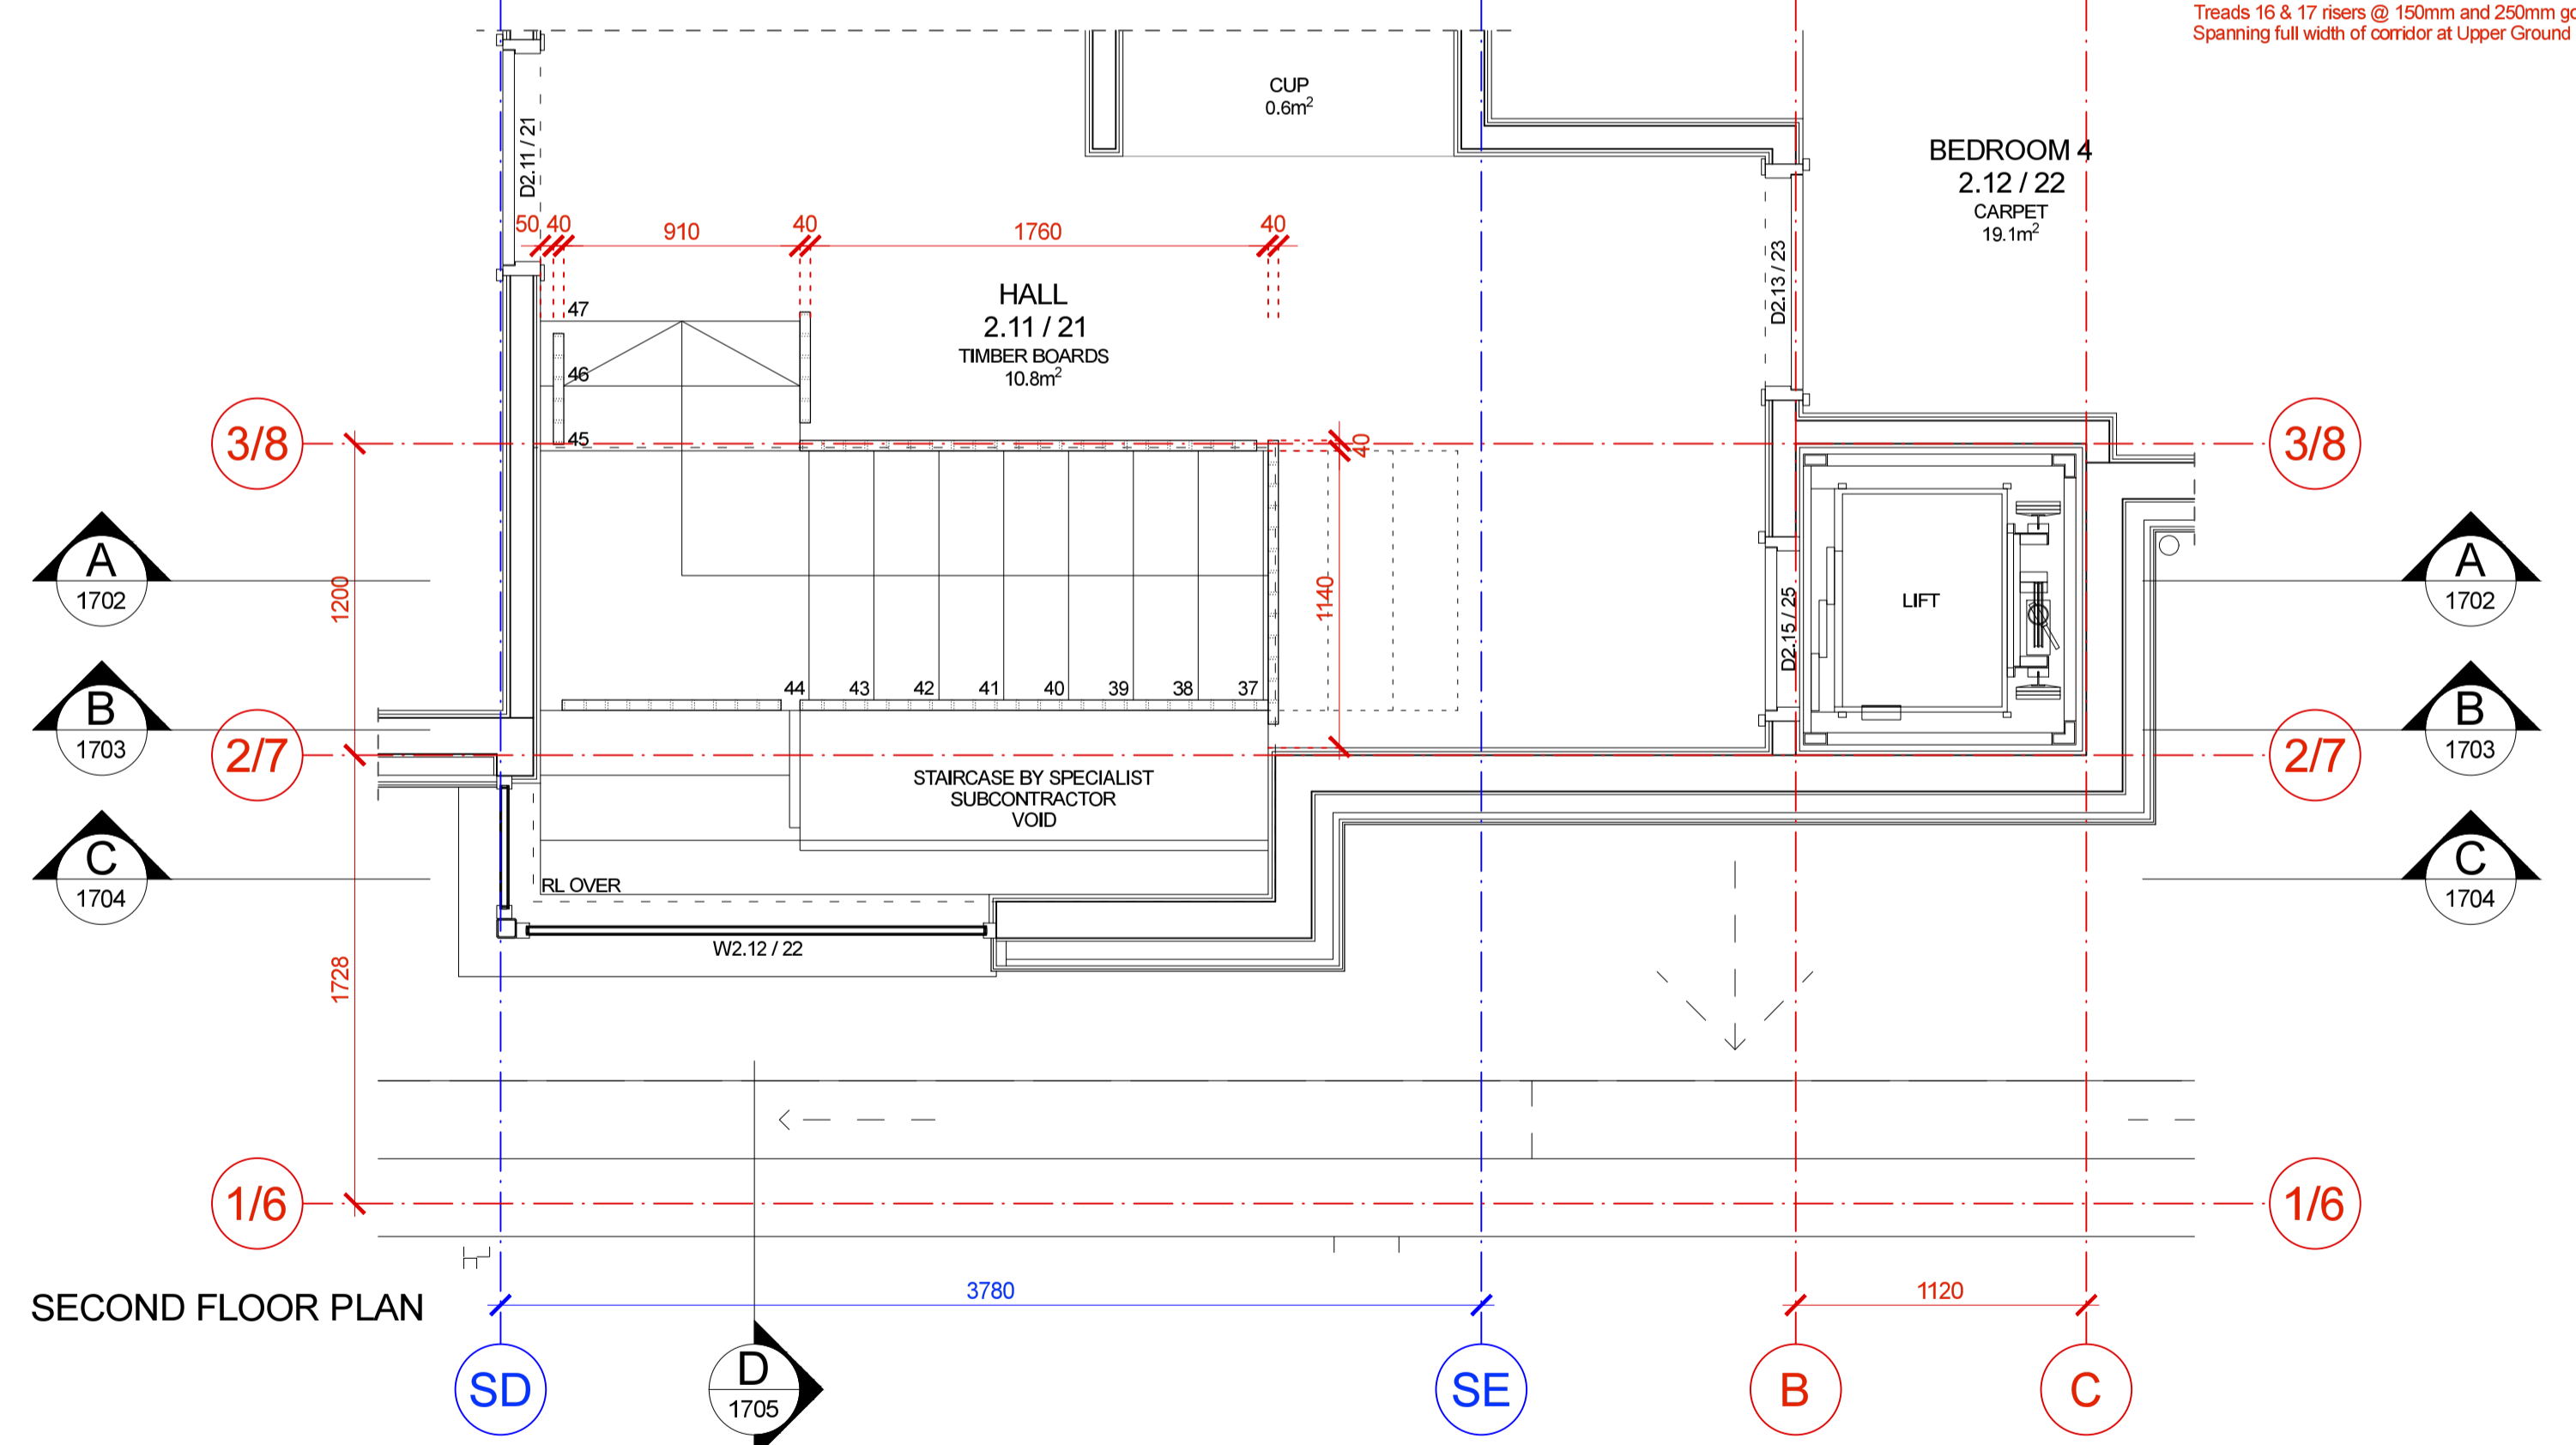 Treads 16 & 17 risers @ 150mm and 250mm
Spanning full width of corridor at Upper Ground
CUP
0.6m²
D2.11 / 21
BEDROOM 4
2.12 / 22
CARPET
19.1m²
50 40 910 40 1760 40
D2.13 / 23
HALL
2.11 / 21
TIMBER BOARDS
10.8m²
47
46
45
3/8
40
3/8
A
1702
1200
1140
D2.15 / 25
LIFT
A
1702
44 43 42 41 40 39 38 37
B
1703
B
1703
2/7
2/7
STAIRCASE BY SPECIALIST
SUBCONTRACTOR
VOID
C
1704
C
1704
RL OVER
W2.12 / 22
1728
1/6
1/6
3780
1120
SECOND FLOOR PLAN
SD
D
1705
SE
B
C